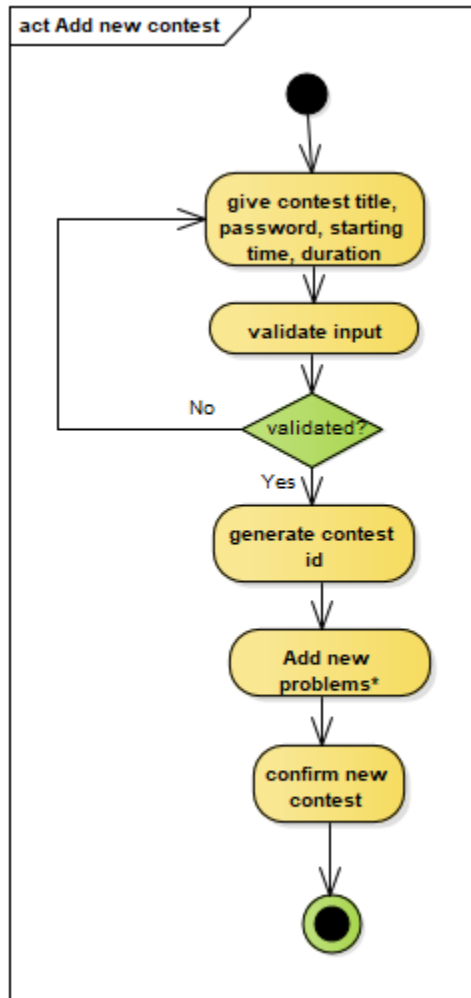 act Add new contest
give contest title,
password, starting
time, duration
validate input
No
validated?
Yes
generate contest
id
Add new
problems*
confirm new
contest